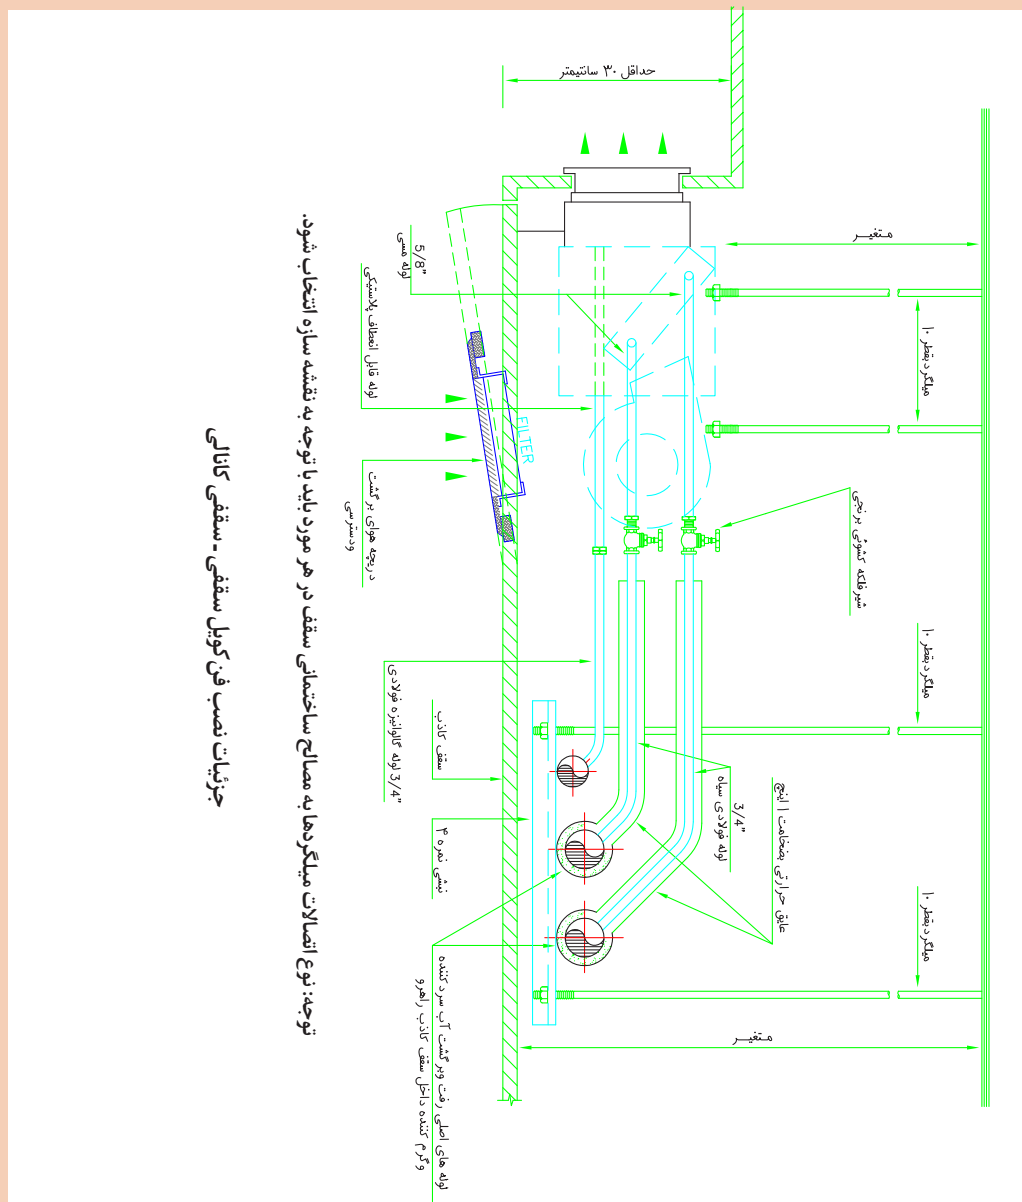 حداقل ۳۰ سانتیمتر
متغیـر
5/8"
لوله مسی
لوله قابل انعطاف پلاستیکی
میلگرد بقطر ۱۰
FILTER
دریچه هوای برگشت
ودسترسی
شیر فلکه کشوئی برنجی
میلگرد بقطر ۱۰
3/4" لوله گالوانیزه فولادی
سقف کاذب
3/4"
لوله فولادی سیاه
عایق حرارتی بضخامت ۱ اینچ
نبشی نمره ۴
میلگرد بقطر ۱۰
لوله های اصلی رفت وبرگشت آب سرد کننده
وگرم کننده داخل سقف کاذب راهرو
متغیـر
توجه: نوع اتصالات میلگردها به مصالح ساختمانی سقف در هر مورد باید با توجه به نقشه سازه انتخاب شود.
جزئیات نصب فن کویل سقفی - سقفی کانالی